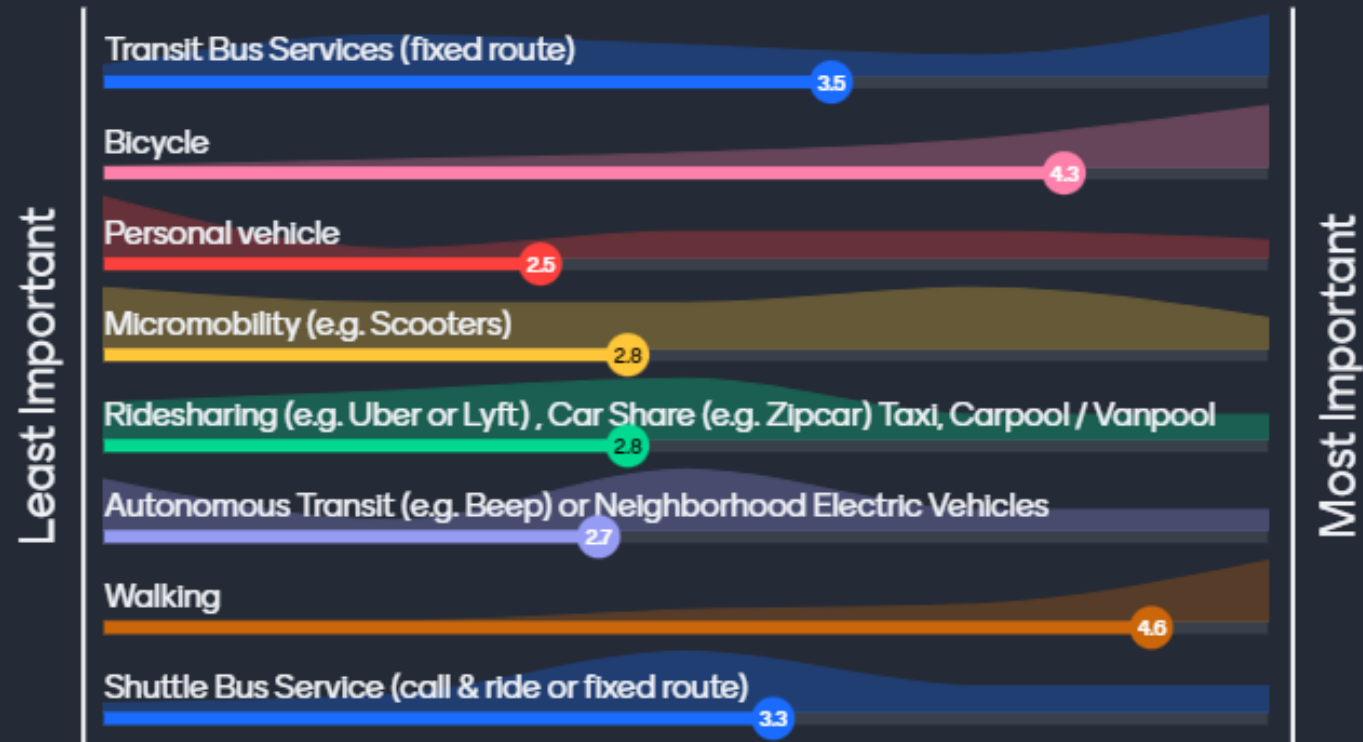 Least Important
Transit Bus Services (fixed route)
3.5
Bicycle
4.3
Personal vehicle
2.5
Micromobility (e.g. Scooters)
2.8
Ridesharing (e.g. Uber or Lyft) , Car Share (e.g. Zipcar) Taxi, Carpool / Vanpool
2.8
Autonomous Transit (e.g. Beep) or Neighborhood Electric Vehicles
2.7
Walking
4.6
Shuttle Bus Service (call & ride or fixed route)
3.3
Most Important